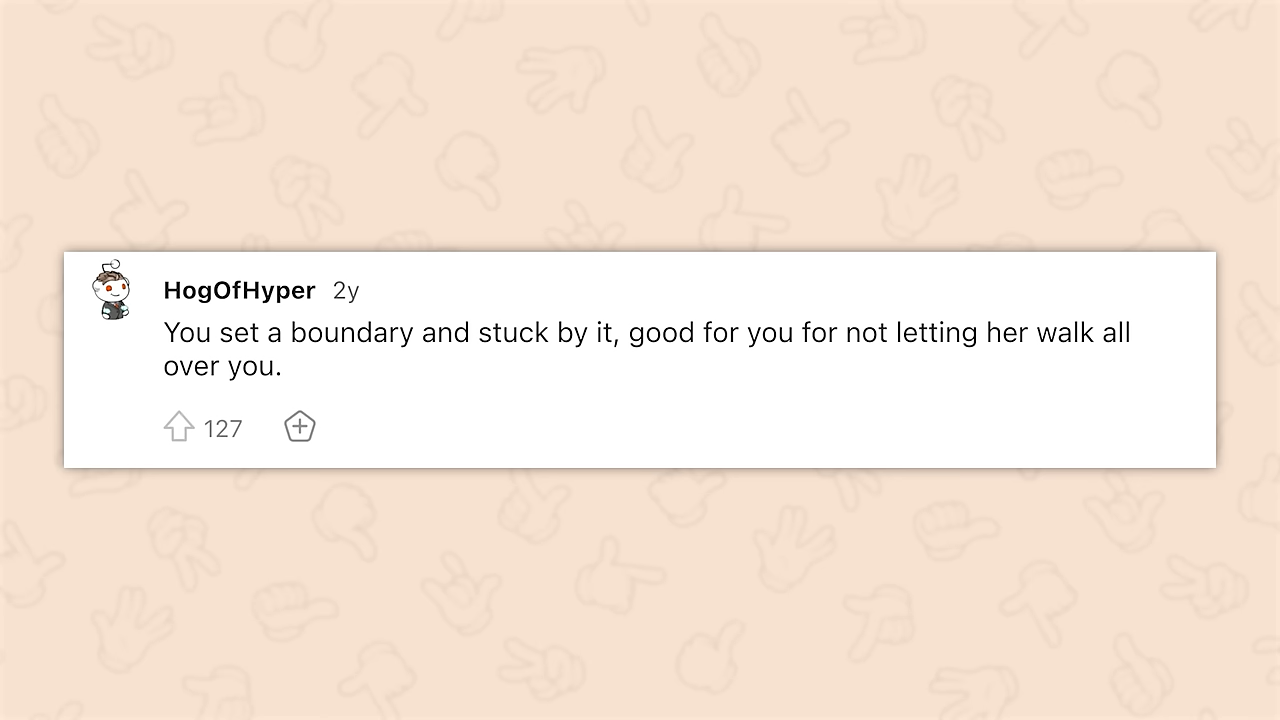 HogOfHyper 2y
You set a boundary and stuck by it, good for you for not letting her walk all
over you.
127